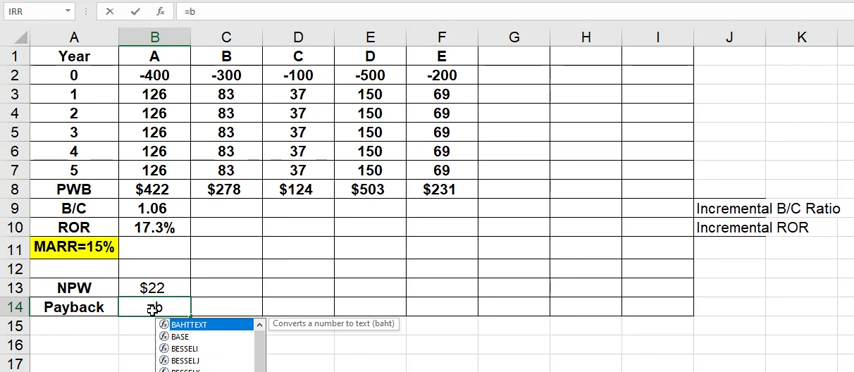 IRR =b
A B C D E F G H I J K
1 Year A B C D E
2 0 -400 -300 -100 -500 -200
3 1 126 83 37 150 69
4 2 126 83 37 150 69
5 3 126 83 37 150 69
6 4 126 83 37 150 69
7 5 126 83 37 150 69
8 PWB $422 $278 $124 $503 $231
9 B/C 1.06 Incremental B/C Ratio
10 ROR 17.3% Incremental ROR
11 MARR=15%
12
13 NPW $22
14 Payback =b
15 BAHTTEXT Converts a number to text (baht)
BASE
16 BESSELI
BESSELJ
17